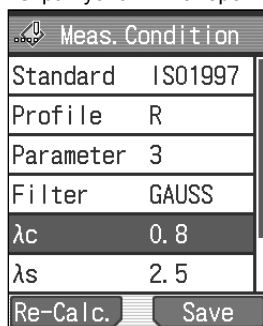 Meas.Condition
Standard ISO1997
Profile R
Parameter 3
Filter GAUSS
λc 0.8
λs 2.5
Re-Calc. Save